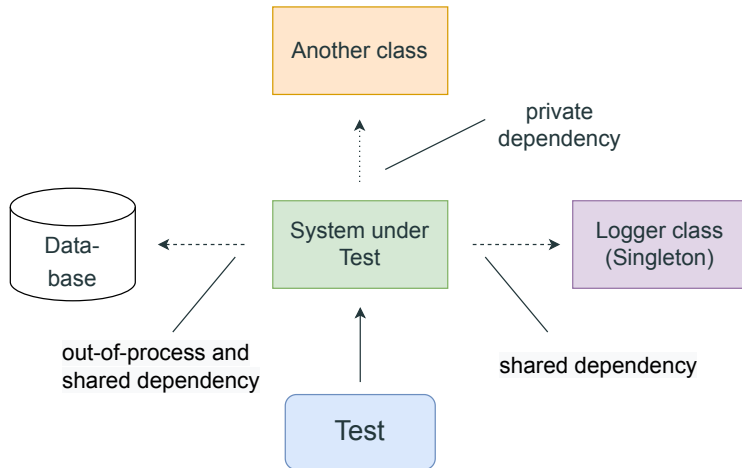 Another class
private
dependency
Data-
base
System under
Test
Logger class
(Singleton)
out-of-process and
shared dependency
shared dependency
Test